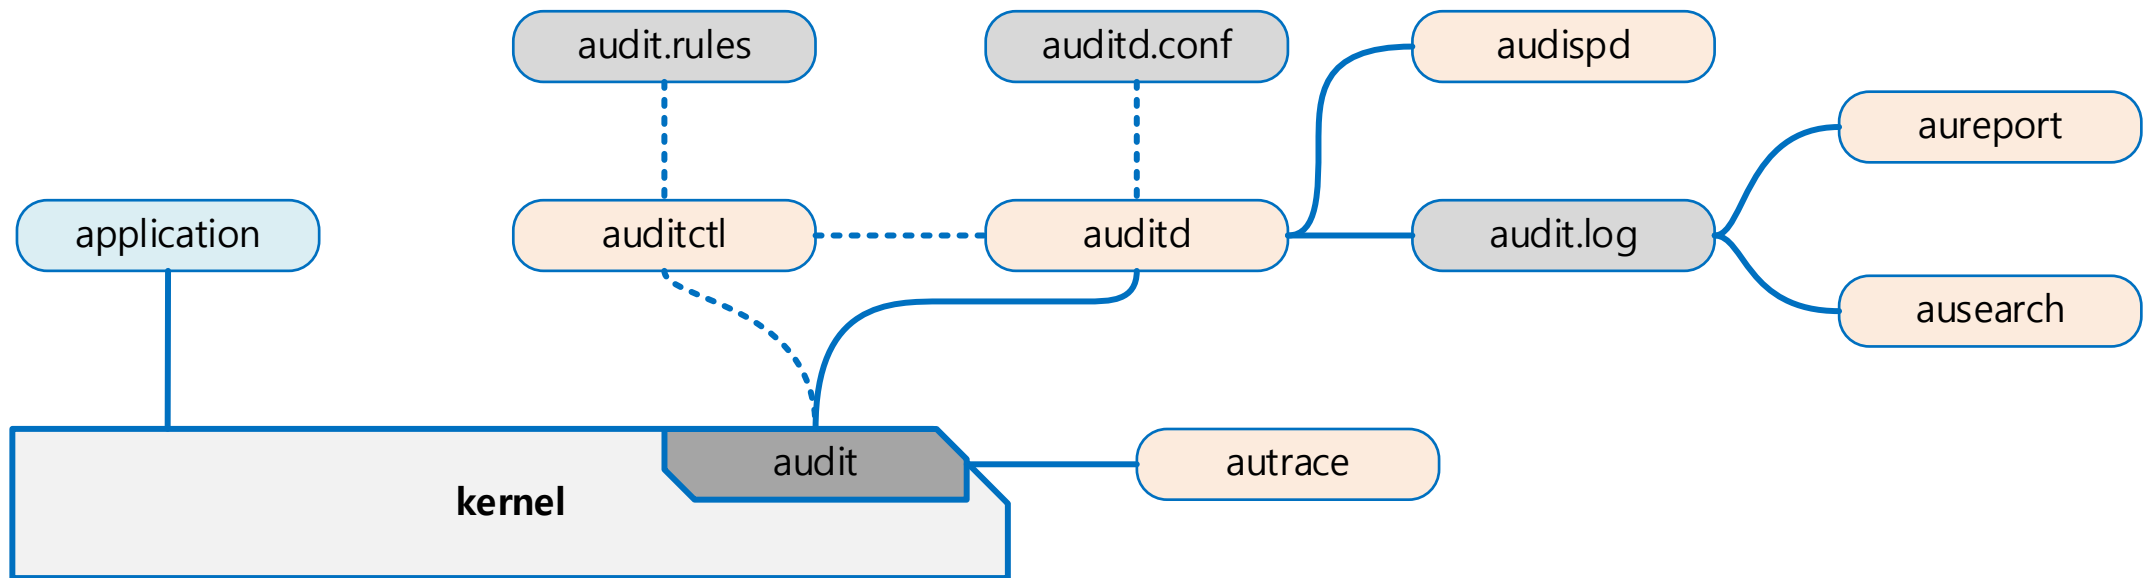 audit.rules
auditd.conf
audispd
aureport
application
auditctl
auditd
audit.log
ausearch
audit
autrace
kernel